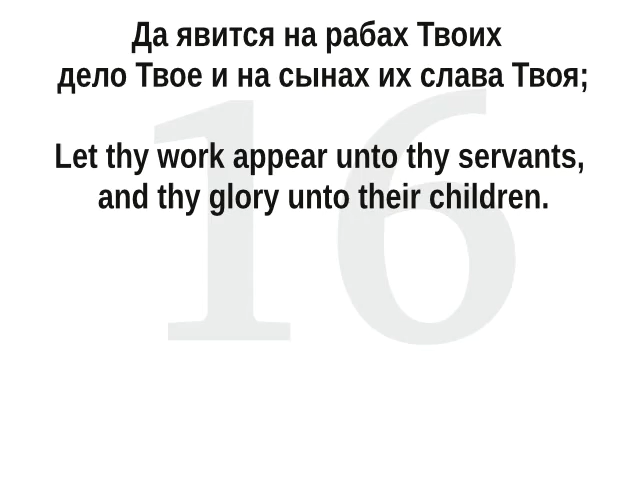 Да явится на рабах Твоих
дело Твое и на сынах их слава Твоя;
Let thy work appear unto thy servants,
and thy glory unto their children.
16